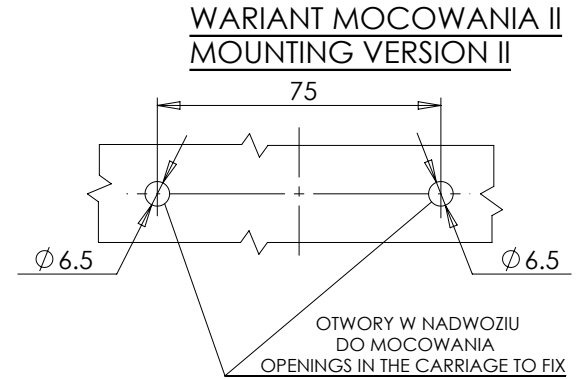 WARIANT MOCOWANIA II
MOUNTING VERSION II
75
Ø 6.5
Ø 6.5
OTWORY W NADWOZIU
DO MOCOWANIA
OPENINGS IN THE CARRIAGE TO FIX